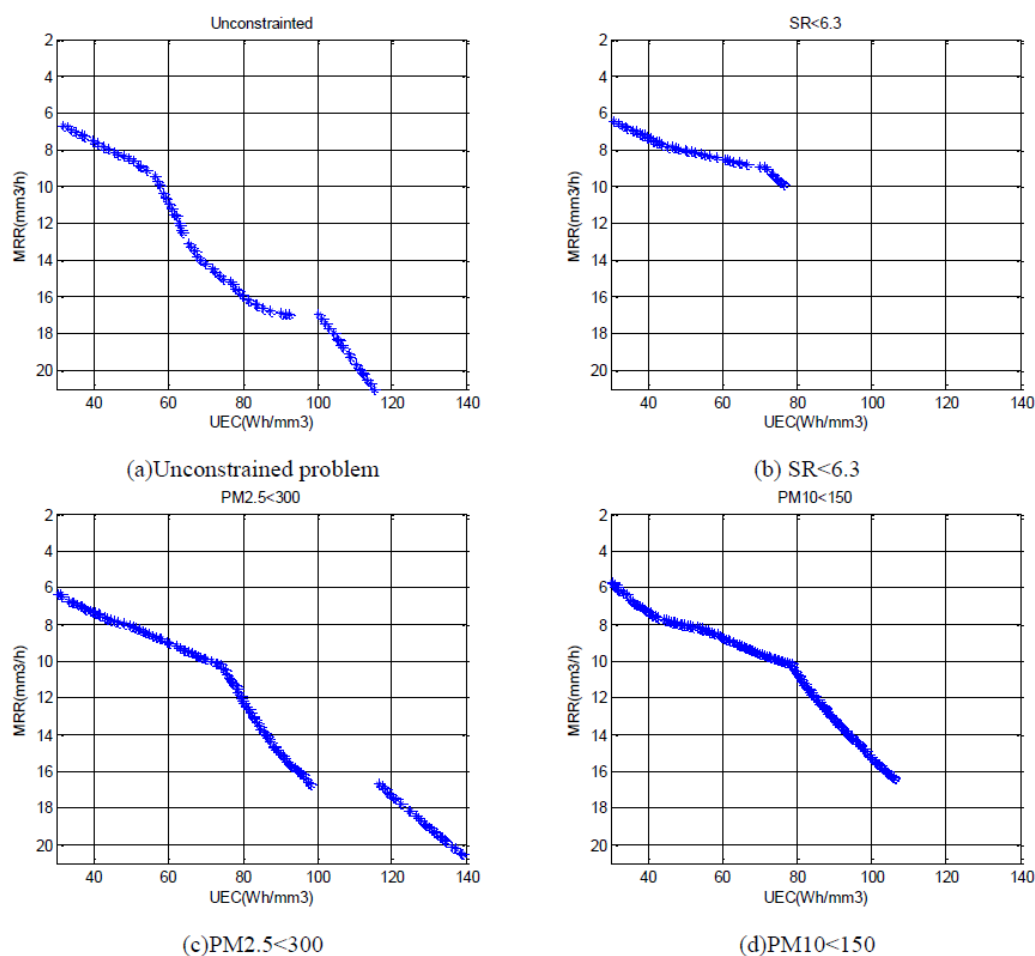 Unconstrainted
2
4
6
8
10
12
14
16
18
20
MRR(mm3/h)
40 60 80 100 120 140
UEC(Wh/mm3)
(a)Unconstrained problem
SR<6.3
2
4
6
8
10
12
14
16
18
20
MRR(mm3/h)
40 60 80 100 120 140
UEC(Wh/mm3)
(b) SR<6.3
PM2.5<300
2
4
6
8
10
12
14
16
18
20
MRR(mm3/h)
40 60 80 100 120 140
UEC(Wh/mm3)
(c)PM2.5<300
PM10<150
2
4
6
8
10
12
14
16
18
20
MRR(mm3/h)
40 60 80 100 120 140
UEC(Wh/mm3)
(d)PM10<150